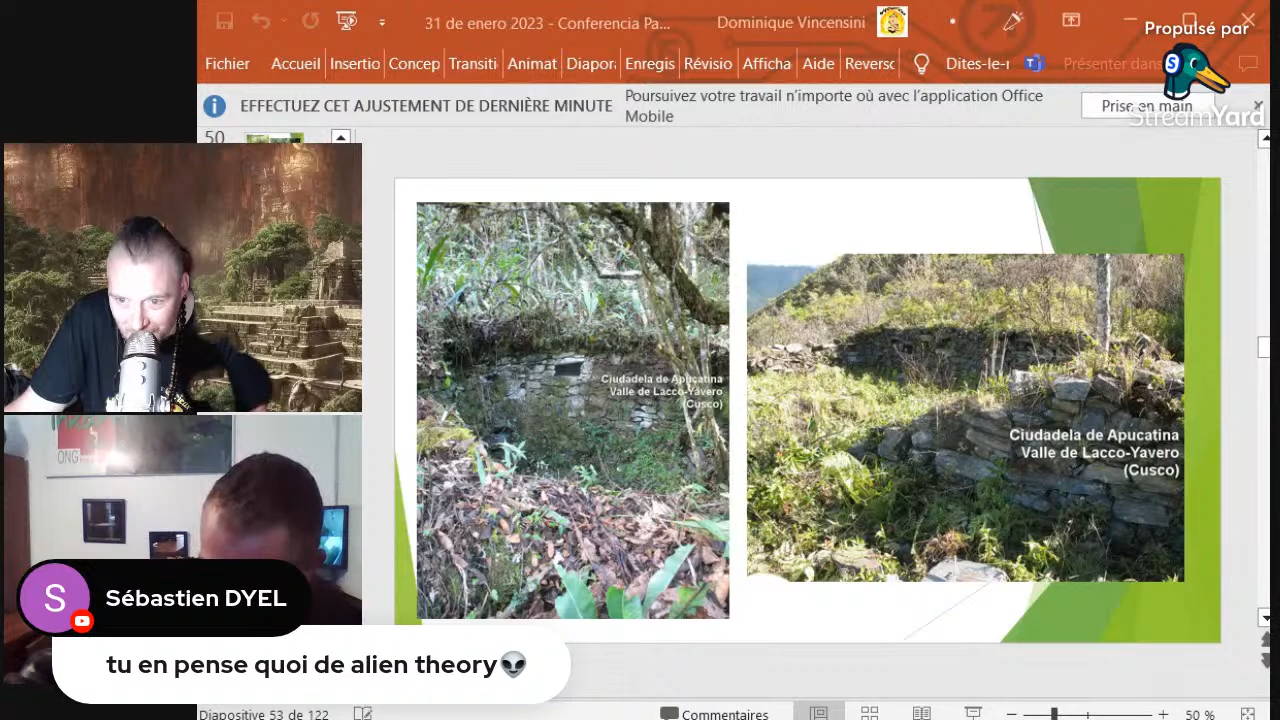 31 de enero 2023 - Conferencia Pa...
Dominique Vincensini
Propulsé par
StreamYard
Fichier
Accueil
Insertio
Concep
Transiti
Animat
Diapora
Enregis
Révisio
Afficha
Aide
Reverso
Dites-le-r
Présenter dans
EFFECTUEZ CET AJUSTEMENT DE DERNIÈRE MINUTE
Poursuivez votre travail n'importe où avec l'application Office
Mobile
Prise en main
50
Ciudadela de Apucatina
Valle de Lacco-Yavero
(Cusco)
Ciudadela de Apucatina
Valle de Lacco-Yavero
(Cusco)
ONG
S
Sébastien DYEL
tu en pense quoi de alien theory👽
Diapositive 53 de 122
Commentaires
50 %